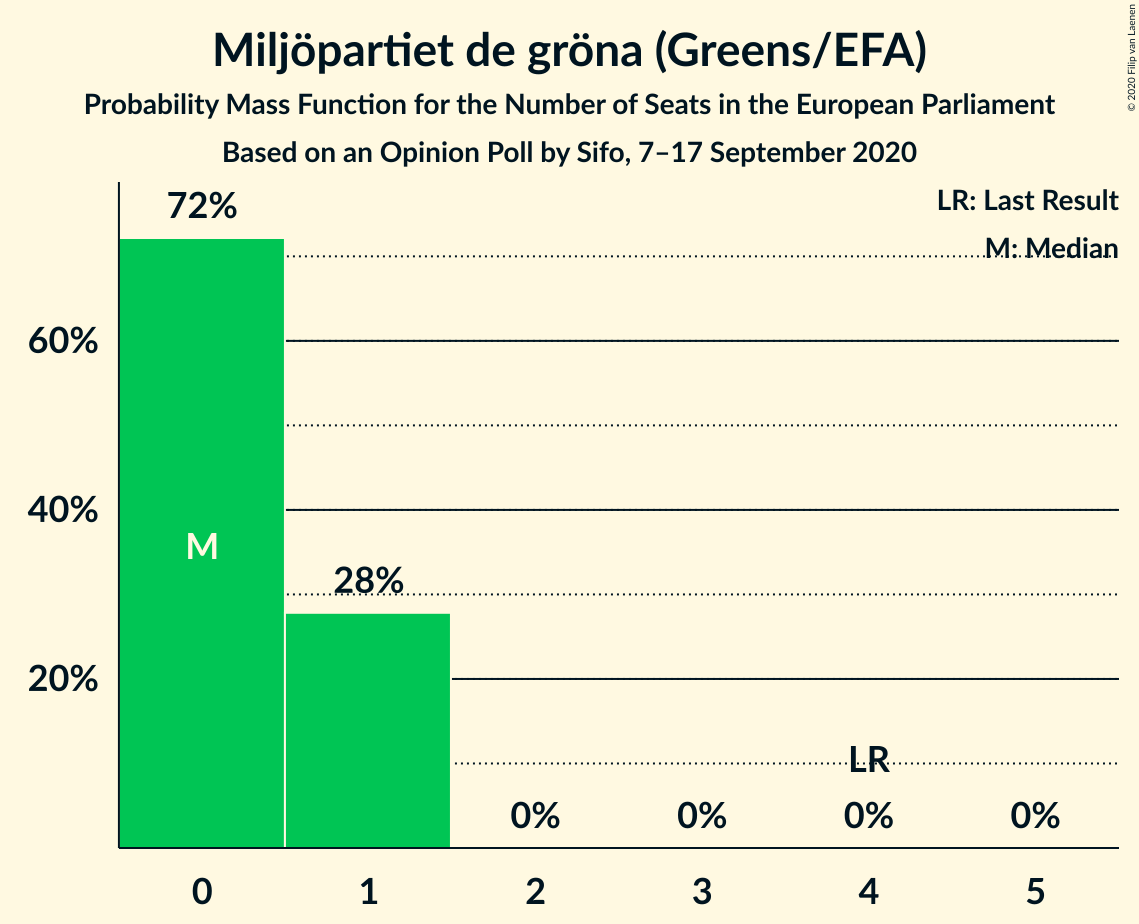 Miljöpartiet de gröna (Greens/EFA)
Probability Mass Function for the Number of Seats in the European Parliament
Based on an Opinion Poll by Sifo, 7–17 September 2020
© 2020 Filip van Laenen
LR: Last Result
M: Median
72%
60%
40%
M
28%
20%
LR
0% 0% 0% 0%
0 1 2 3 4 5